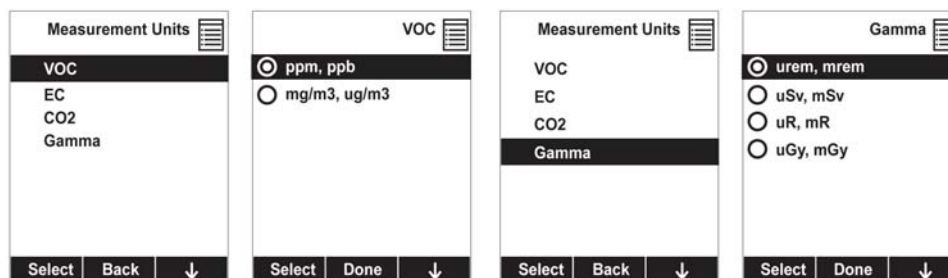 Measurement Units
VOC
EC
CO2
Gamma
Select Back ↓
VOC
ppm, ppb
mg/m3, ug/m3
Select Done ↓
Measurement Units
VOC
EC
CO2
Gamma
Select Back ↓
Gamma
urem, mrem
uSv, mSv
uR, mR
uGy, mGy
Select Done ↓